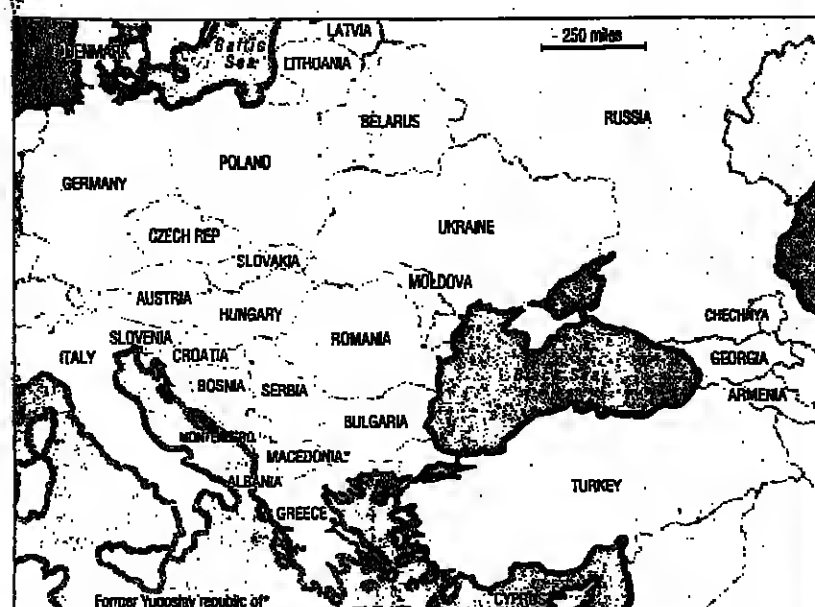 LATVIA
250 miles
DENMARK
Baltic
Sea
LITHUANIA
BELARUS
RUSSIA
POLAND
GERMANY
UKRAINE
CZECH REP
SLOVAKIA
MOLDOVA
AUSTRIA
HUNGARY
CHECHNYA
SLOVENIA
ROMANIA
ITALY
CROATIA
GEORGIA
BOSNIA
SERBIA
ARMENIA
BULGARIA
MONTENEGRO
MACEDONIA*
ALBANIA
TURKEY
GREECE
CYPRUS
Former Yugoslav republic of*